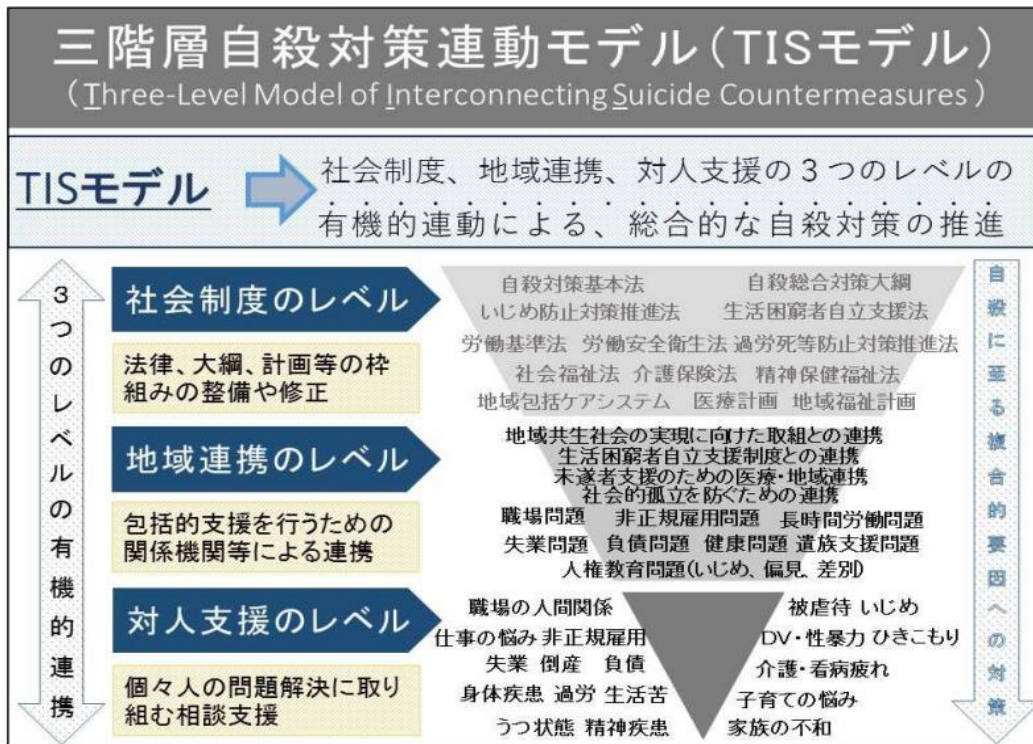 三階層自殺対策連動モデル(TISモデル)
(Three-Level Model of Interconnecting Suicide Countermeasures)
TISモデル
社会制度、地域連携、対人支援の3つのレベルの
有機的連動による、総合的な自殺対策の推進
3つのレベルの有機的連携
社会制度のレベル
法律、大綱、計画等の枠
組みの整備や修正
自殺対策基本法 自殺総合対策大綱
いじめ防止対策推進法 生活困窮者自立支援法
労働基準法 労働安全衛生法 過労死等防止対策推進法
社会福祉法 介護保険法 精神保健福祉法
地域包括ケアシステム 医療計画 地域福祉計画
地域連携のレベル
包括的支援を行うための
関係機関等による連携
地域共生社会の実現に向けた取組との連携
生活困窮者自立支援制度との連携
未遂者支援のための医療・地域連携
社会的孤立を防ぐための連携
職場問題 非正規雇用問題 長時間労働問題
失業問題 負債問題 健康問題 遺族支援問題
人権教育問題(いじめ、偏見、差別)
対人支援のレベル
個々人の問題解決に取り
組む相談支援
職場の人間関係 被虐待 いじめ
仕事の悩み 非正規雇用 DV・性暴力 ひきこもり
失業 倒産 負債 介護・看病疲れ
身体疾患 過労 生活苦 子育ての悩み
うつ状態 精神疾患 家族の不和
自殺に至る複合的要因への対策